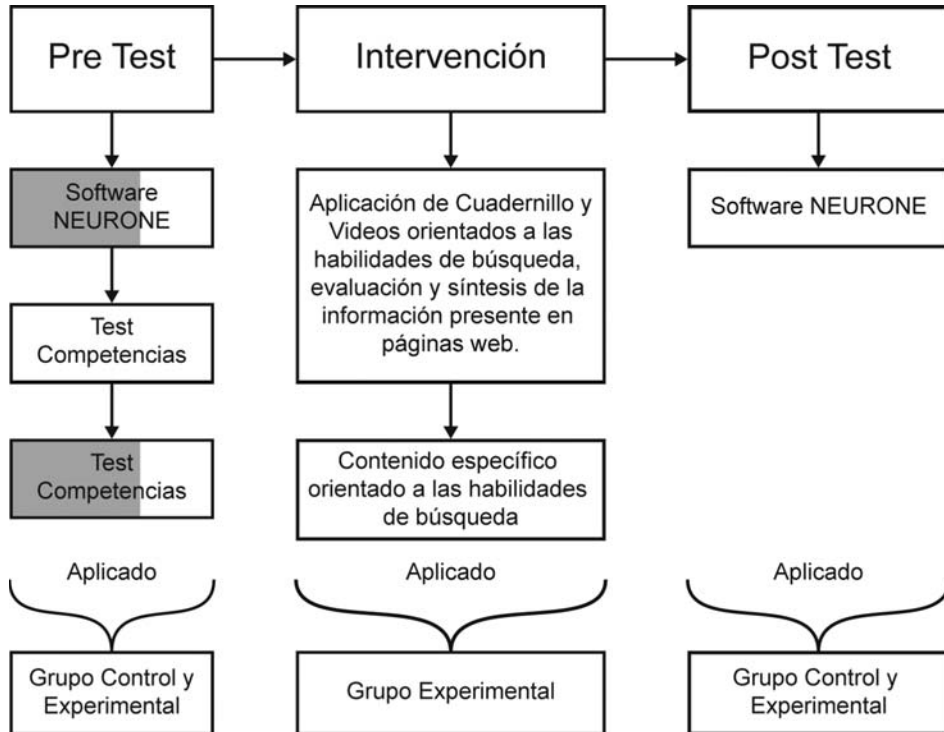 Pre Test
Intervención
Post Test
Software
NEURONE
Test
Competencias
Test
Competencias
Aplicación de Cuadernillo y
Videos orientados a las
habilidades de búsqueda,
evaluación y síntesis de la
información presente en
páginas web.
Contenido específico
orientado a las habilidades
de búsqueda
Software NEURONE
Aplicado
Aplicado
Aplicado
Grupo Control y
Experimental
Grupo Experimental
Grupo Control y
Experimental